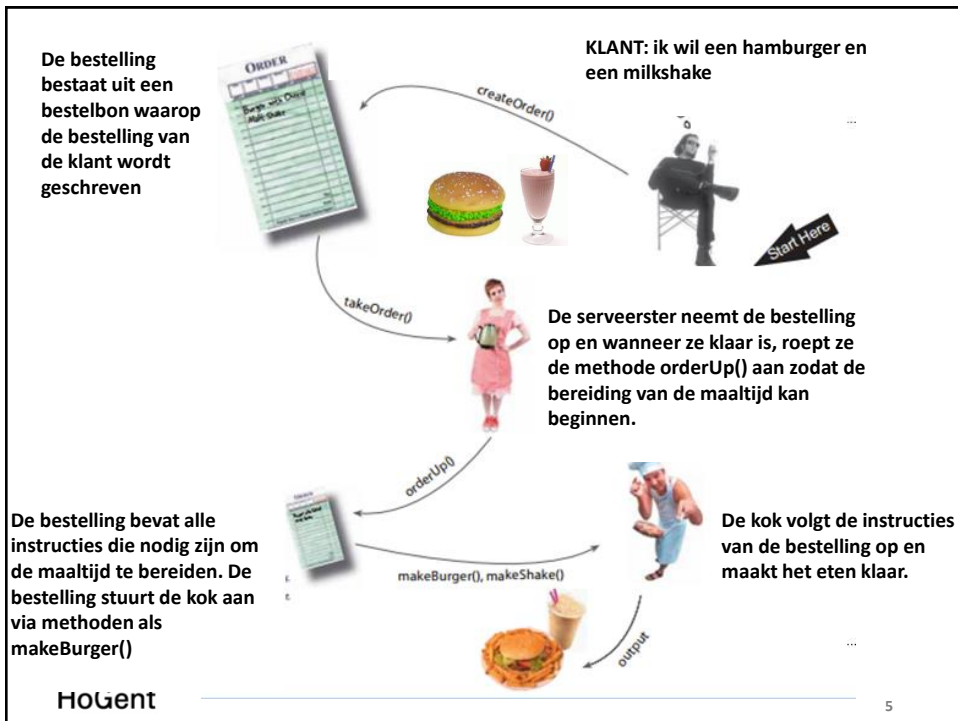 De bestelling
bestaat uit een
bestelbon waarop
de bestelling van
de klant wordt
geschreven
ORDER
Burger with Cheese
Malt Shake
createOrder()
KLANT: ik wil een hamburger en
een milkshake
...
Start Here
takeOrder()
De serveerster neemt de bestelling
op en wanneer ze klaar is, roept ze
de methode orderUp() aan zodat de
bereiding van de maaltijd kan
beginnen.
orderUp()
De bestelling bevat alle
instructies die nodig zijn om
de maaltijd te bereiden. De
bestelling stuurt de kok aan
via methoden als
makeBurger()
makeBurger(), makeShake()
De kok volgt de instructies
van de bestelling op en
maakt het eten klaar.
output
...
HoGent
5